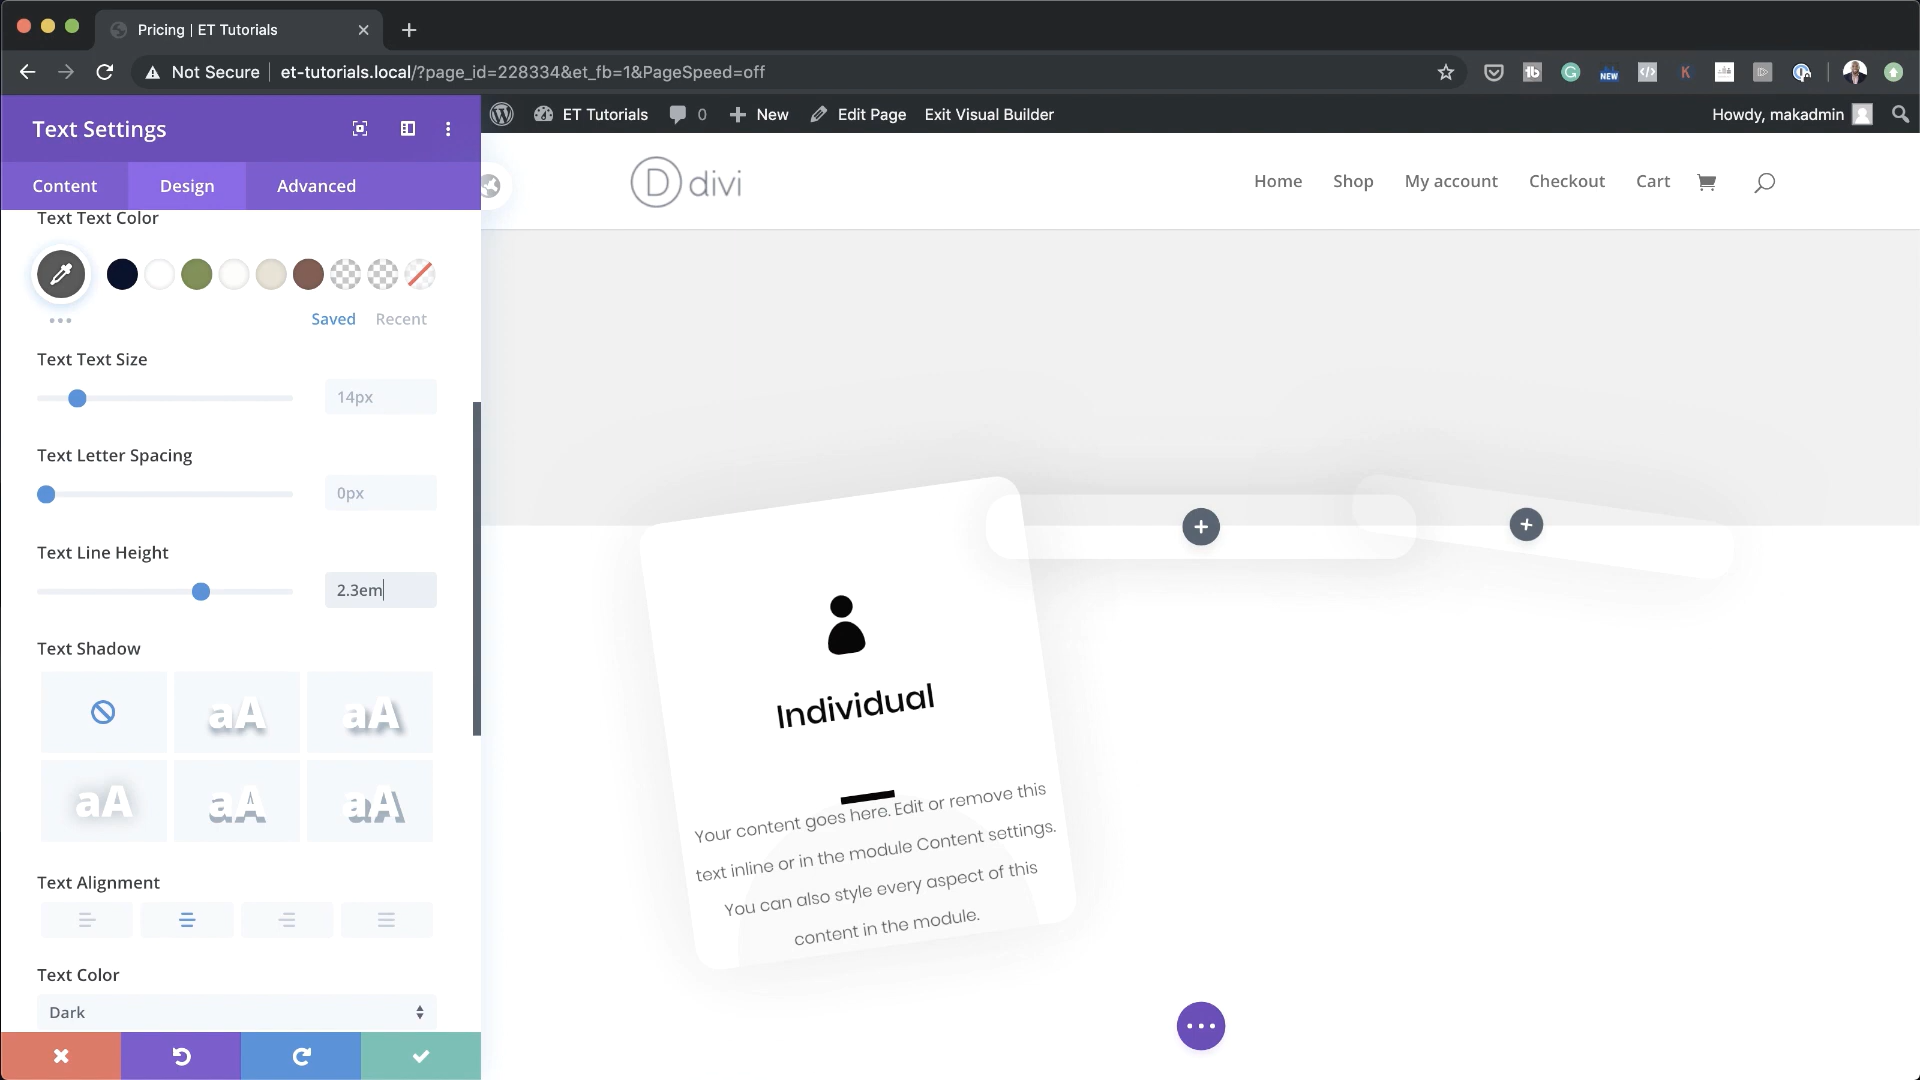 Pricing | ET Tutorials
Not Secure
et-tutorials.local/?page_id=228334&et_fb=1&PageSpeed=off
NEW
Text Settings
ET Tutorials
0
New
Edit Page
Exit Visual Builder
Howdy, makadmin
Content
Design
Advanced
D divi
Home
Shop
My account
Checkout
Cart
Text Text Color
Saved
Recent
Text Text Size
14px
Text Letter Spacing
0px
Text Line Height
2.3em
Text Shadow
aA
aA
aA
aA
aA
Text Alignment
Text Color
Dark
Individual
Your content goes here. Edit or remove this
text inline or in the module Content settings.
You can also style every aspect of this
content in the module.